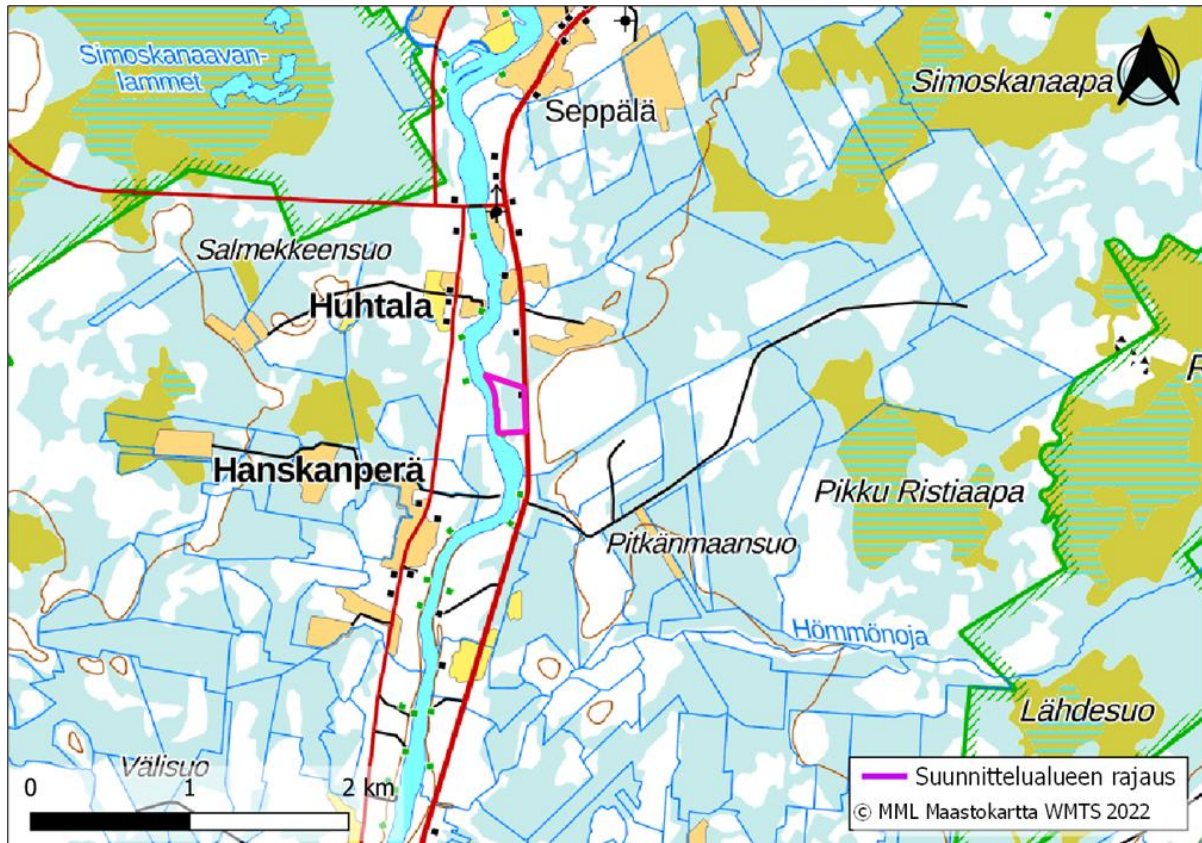 Simoskanaavan-
lammet
Simoskanaapa
Seppälä
Salmekkeensuo
Huhtala
R
Hanskanperä
Pikku Ristiaapa
Pitkänmaansuo
Hömmönoja
Lähdesuo
Välisuo
0 1 2 km
Suunnittelualueen rajaus
© MML Maastokartta WMTS 2022